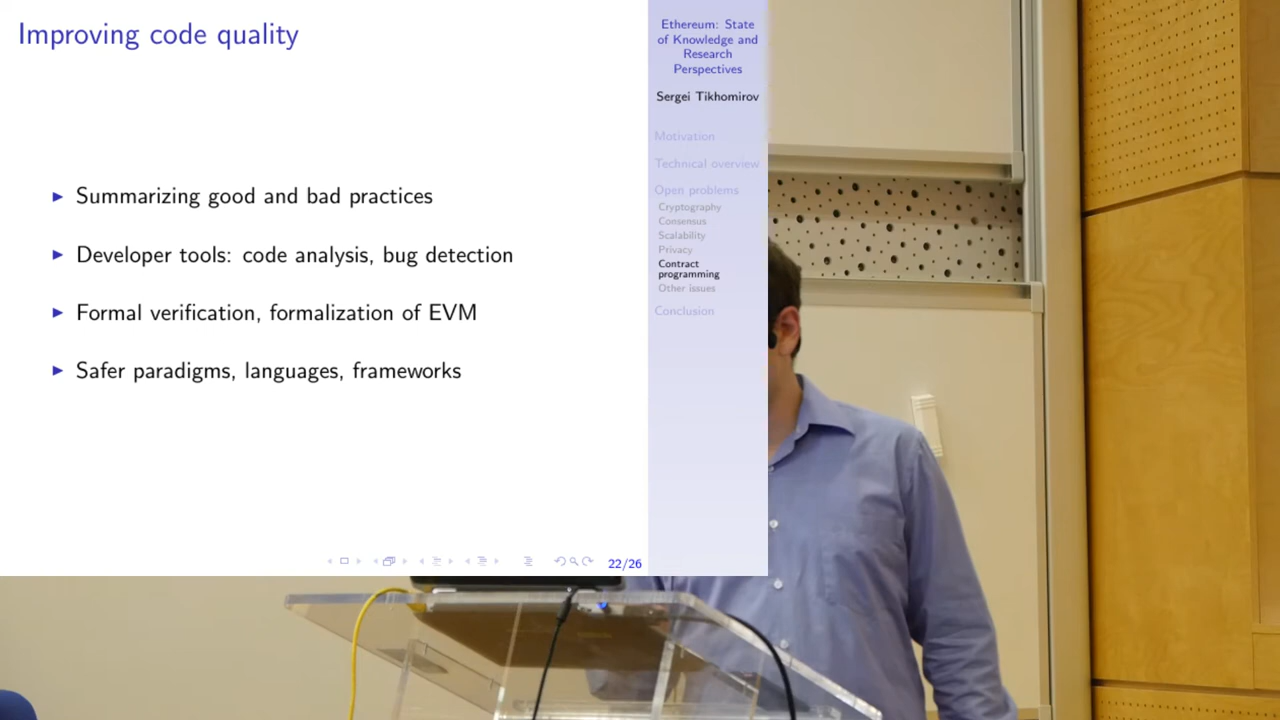 Improving code quality
Summarizing good and bad practices
Developer tools: code analysis, bug detection
Formal verification, formalization of EVM
Safer paradigms, languages, frameworks
22/26
Ethereum: State
of Knowledge and
Research
Perspectives
Sergei Tikhomirov
Motivation
Technical overview
Open problems
Cryptography
Consensus
Scalability
Privacy
Contract
programming
Other issues
Conclusion